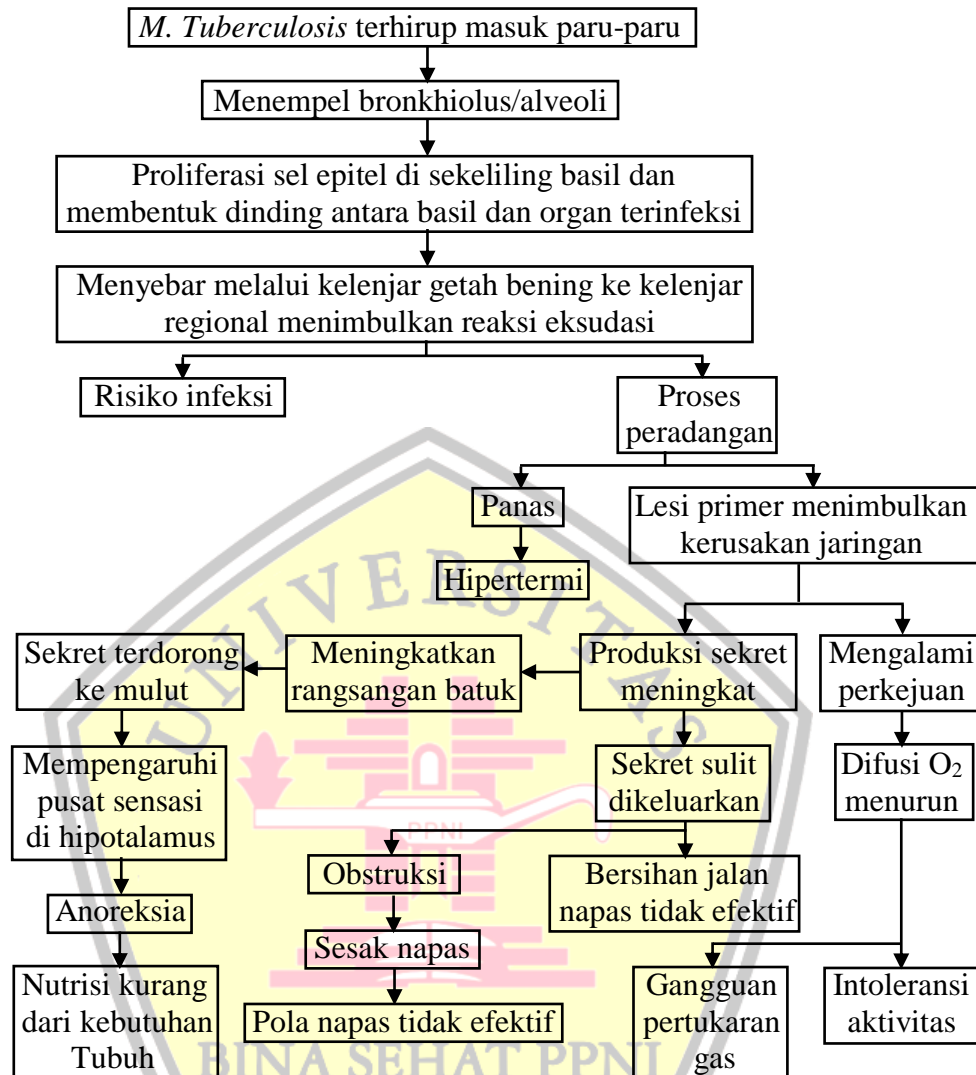 M. Tuberculosis terhirup masuk paru-paru
Menempel bronkhiolus/alveoli
Proliferasi sel epitel di sekeliling basil dan
membentuk dinding antara basil dan organ terinfeksi
Menyebar melalui kelenjar getah bening ke kelenjar
regional menimbulkan reaksi eksudasi
Risiko infeksi
Proses
peradangan
Panas
Hipertermi
Lesi primer menimbulkan
kerusakan jaringan
Sekret terdorong
ke mulut
Meningkatkan
rangsangan batuk
Produksi sekret
meningkat
Mengalami
perkejuan
Mempengaruhi
pusat sensasi
di hipotalamus
Sekret sulit
dikeluarkan
Difusi O₂
menurun
Obstruksi
Bersihan jalan
napas tidak efektif
Anoreksia
Sesak napas
Nutrisi kurang
dari kebutuhan
Tubuh
Pola napas tidak efektif
Gangguan
pertukaran
gas
Intoleransi
aktivitas
UNIVERSITAS
PPNI
BINA SEHAT PPNI